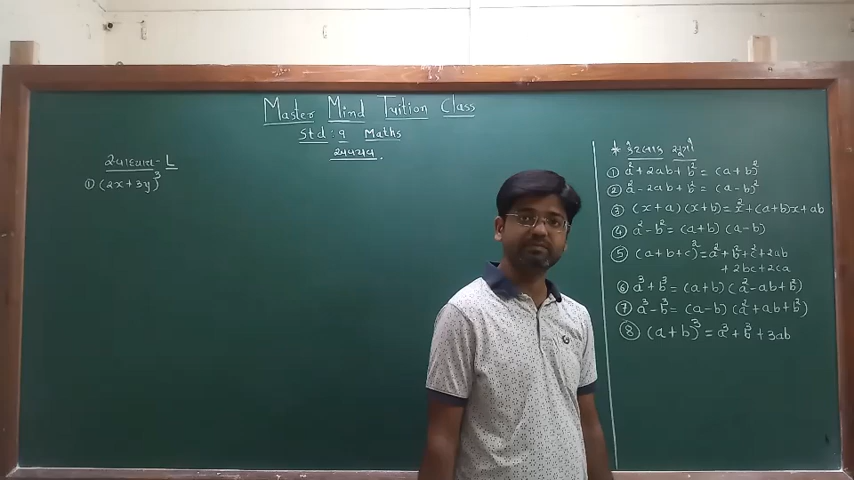 Master Mind Tuition Class
Std : 9 Maths
અવયવ.
સ્વાધ્યાય - L
① (2x + 3y)³
* કેટલાક સૂત્રો
① a² + 2ab + b² = (a + b)²
② a² - 2ab + b² = (a - b)²
③ (x + a) (x + b) = x² + (a + b)x + ab
④ a² - b² = (a + b) (a - b)
⑤ (a + b + c)² = a² + b² + c² + 2ab
+ 2bc + 2ca
⑥ a³ + b³ = (a + b) (a² - ab + b²)
⑦ a³ - b³ = (a - b) (a² + ab + b²)
⑧ (a + b)³ = a³ + b³ + 3ab